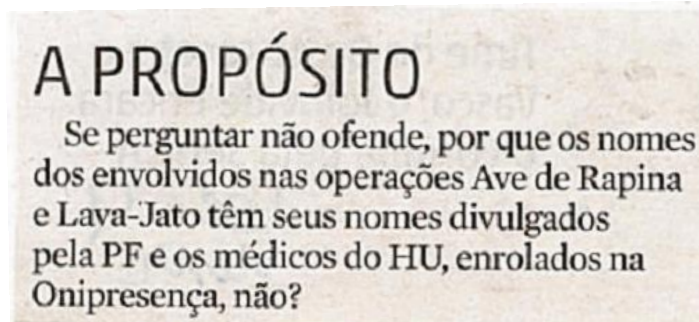 A PROPÓSITO
Se perguntar não ofende, por que os nomes
dos envolvidos nas operações Ave de Rapina
e Lava-Jato têm seus nomes divulgados
pela PF e os médicos do HU, enrolados na
Onipresença, não?